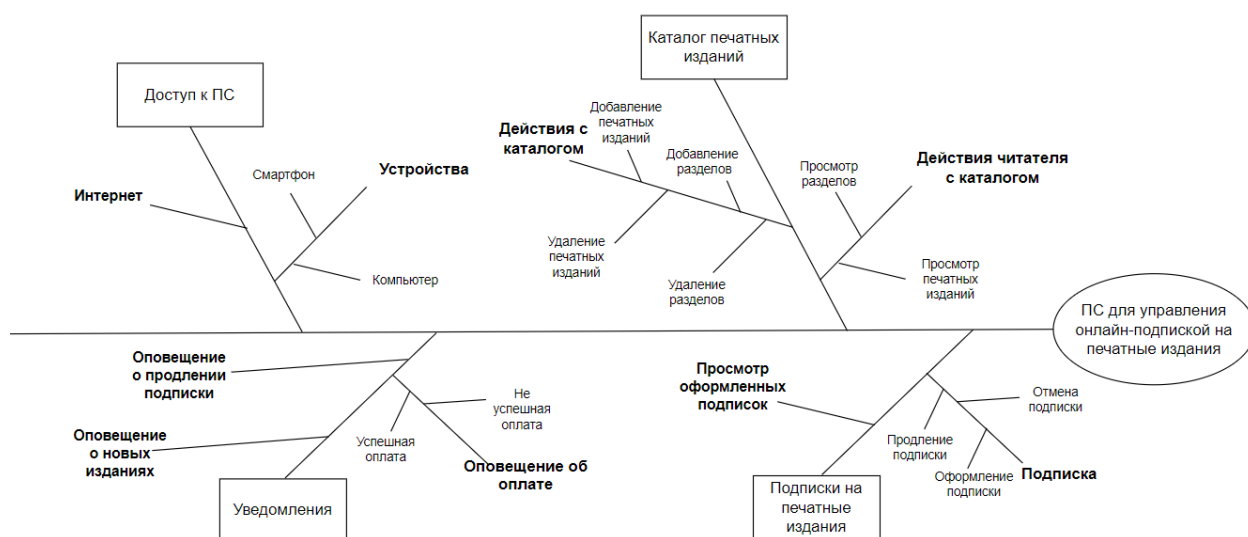 Каталог печатных
изданий
Доступ к ПС
Действия с
каталогом
Добавление
печатных
изданий
Добавление
разделов
Просмотр
разделов
Действия читателя
с каталогом
Смартфон
Устройства
Интернет
Удаление
печатных
изданий
Удаление
разделов
Просмотр
печатных
изданий
Компьютер
ПС для управления
онлайн-подпиской на
печатные издания
Оповещение
о продлении
подписки
Не
успешная
оплата
Просмотр
оформленных
подписок
Отмена
подписки
Оповещение
о новых
изданиях
Успешная
оплата
Продление
подписки
Оповещение об
оплате
Оформление
подписки
Подписка
Уведомления
Подписки на
печатные
издания